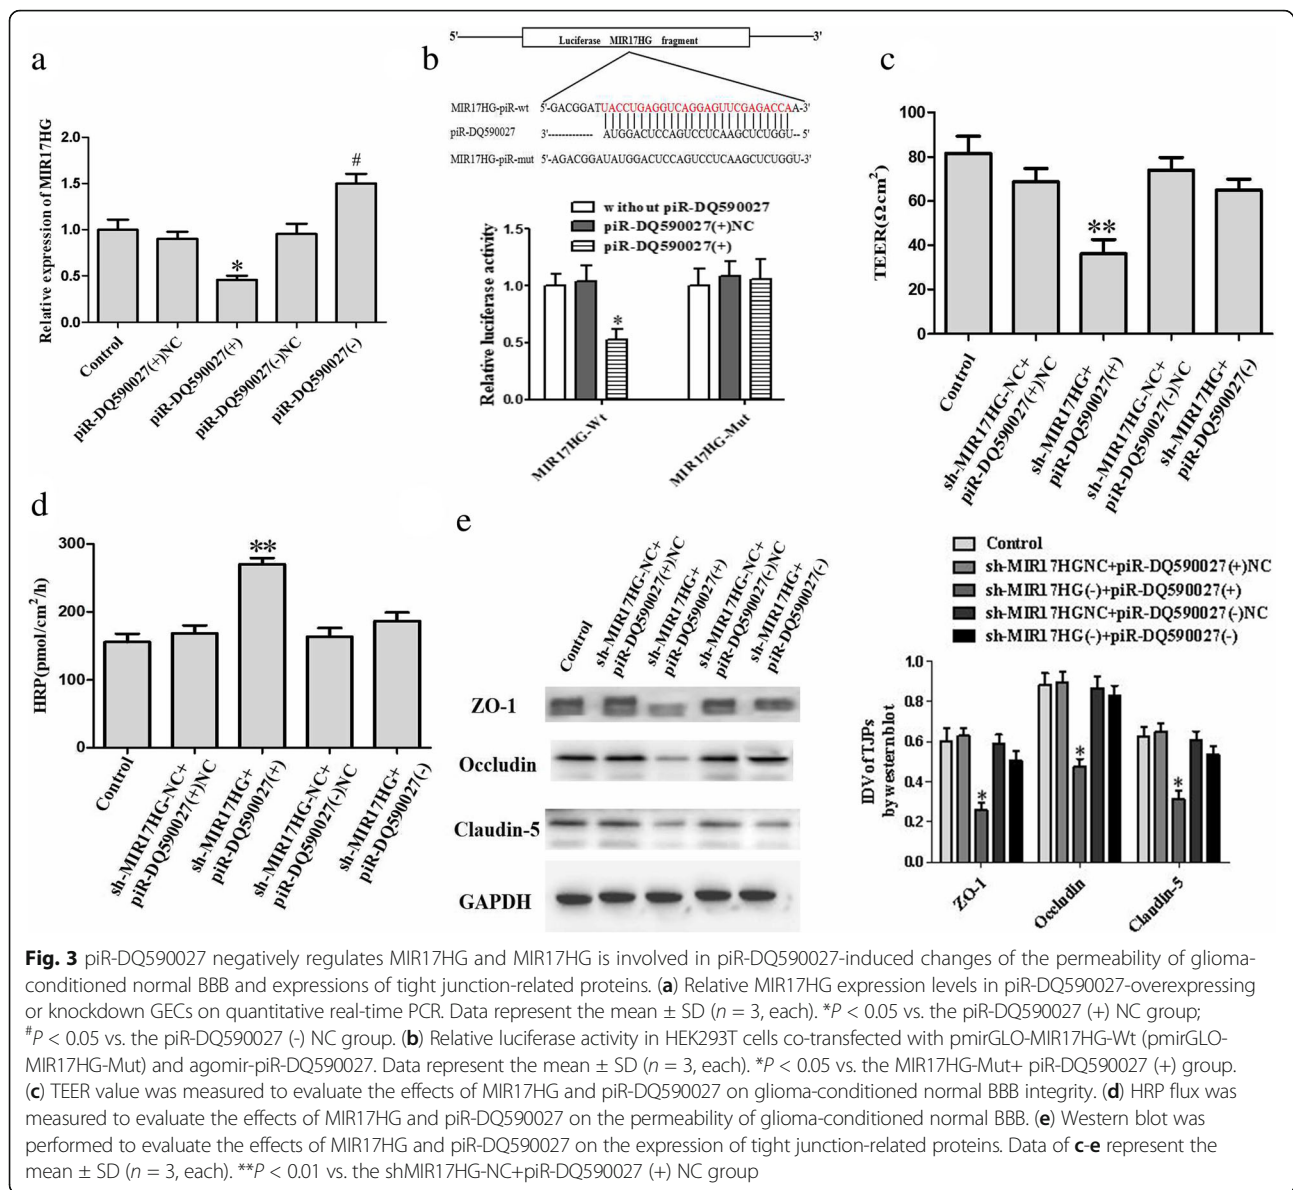 a
Relative expression of MIR17HG
2.0
1.5
1.0
0.5
0.0
*
#
Control
piR-DQ590027(+)NC
piR-DQ590027(+)
piR-DQ590027(-)NC
piR-DQ590027(-)
b
5'
Luciferase MIR17HG fragment
3'
MIR17HG-piR-wt 5'-GACGGATUACCTGAGGUCAGGAGUUCGAGACCAA-3'
piR-DQ590027 3'------------- AUGGACUCCAGUCCUCAAGCUCUGGU-- 5'
MIR17HG-piR-mut 5'-AGACGGAUAUGGACUCCAGUCCUCAAGCUCUGGU-3'
without piR-DQ590027
piR-DQ590027(+)NC
piR-DQ590027(+)
Relative luciferase activity
1.5
1.0
0.5
0.0
*
MIR17HG-Wt
MIR17HG-Mut
c
TEER(Ωcm²)
100
80
60
40
20
0
**
Control
sh-MIR17HG-NC+
piR-DQ590027(+)NC
sh-MIR17HG+
piR-DQ590027(+)
sh-MIR17HG-NC+
piR-DQ590027(-)NC
sh-MIR17HG+
piR-DQ590027(-)
d
HRP(pmol/cm²/h)
300
200
100
0
**
Control
sh-MIR17HG-NC+
piR-DQ590027(+)NC
sh-MIR17HG+
piR-DQ590027(+)
sh-MIR17HG-NC+
piR-DQ590027(-)NC
sh-MIR17HG+
piR-DQ590027(-)
e
Control
sh-MIR17HG-NC+
piR-DQ590027(+)NC
sh-MIR17HG+
piR-DQ590027(+)
sh-MIR17HG-NC+
piR-DQ590027(-)NC
sh-MIR17HG+
piR-DQ590027(-)
ZO-1
Occludin
Claudin-5
GAPDH
Control
sh-MIR17HGNC+piR-DQ590027(+)NC
sh-MIR17HG(-)+piR-DQ590027(+)
sh-MIR17HGNC+piR-DQ590027(-)NC
sh-MIR17HG(-)+piR-DQ590027(-)
IDV of TJPs
by western blot
1.0
0.8
0.6
0.4
0.2
0.0
*
*
*
ZO-1
Occludin
Claudin-5
Fig. 3 piR-DQ590027 negatively regulates MIR17HG and MIR17HG is involved in piR-DQ590027-induced changes of the permeability of glioma-
conditioned normal BBB and expressions of tight junction-related proteins. (a) Relative MIR17HG expression levels in piR-DQ590027-overexpressing
or knockdown GECs on quantitative real-time PCR. Data represent the mean ± SD (n = 3, each). *P < 0.05 vs. the piR-DQ590027 (+) NC group;
#P < 0.05 vs. the piR-DQ590027 (-) NC group. (b) Relative luciferase activity in HEK293T cells co-transfected with pmirGLO-MIR17HG-Wt (pmirGLO-
MIR17HG-Mut) and agomir-piR-DQ590027. Data represent the mean ± SD (n = 3, each). *P < 0.05 vs. the MIR17HG-Mut+ piR-DQ590027 (+) group.
(c) TEER value was measured to evaluate the effects of MIR17HG and piR-DQ590027 on glioma-conditioned normal BBB integrity. (d) HRP flux was
measured to evaluate the effects of MIR17HG and piR-DQ590027 on the permeability of glioma-conditioned normal BBB. (e) Western blot was
performed to evaluate the effects of MIR17HG and piR-DQ590027 on the expression of tight junction-related proteins. Data of c-e represent the
mean ± SD (n = 3, each). **P < 0.01 vs. the shMIR17HG-NC+piR-DQ590027 (+) NC group